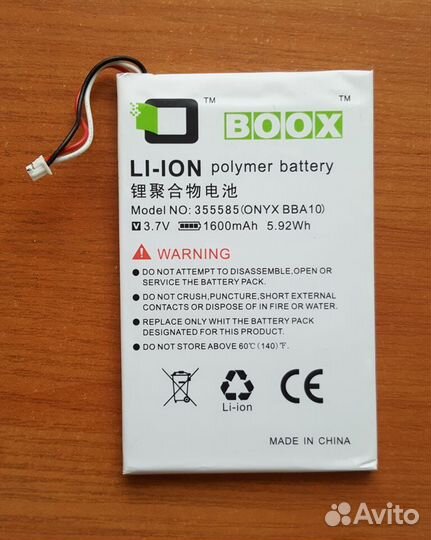 TM BOOX TM
LI-ION polymer battery
锂聚合物电池
Model NO: 355585(ONYX BBA10)
V 3.7V 1600mAh 5.92Wh
WARNING
● DO NOT ATTEMPT TO DISASSEMBLY, BBA,OPEN OR
SERVICE THE BATTERY PACK.
● DO NOT CRUSH,PUNCTURE,SHORT EXTERNAL
CONTACTS OR DISPOSE OF IN FIRE OR WATER.
● REPLACE ONLY WHIT THE BATTERY DESIGNATED
FOR THIS PRODUCT.
● DO NOT STORE ABOVE 60℃(140)℉.
Li-ion
MADE IN CHINA
Avito